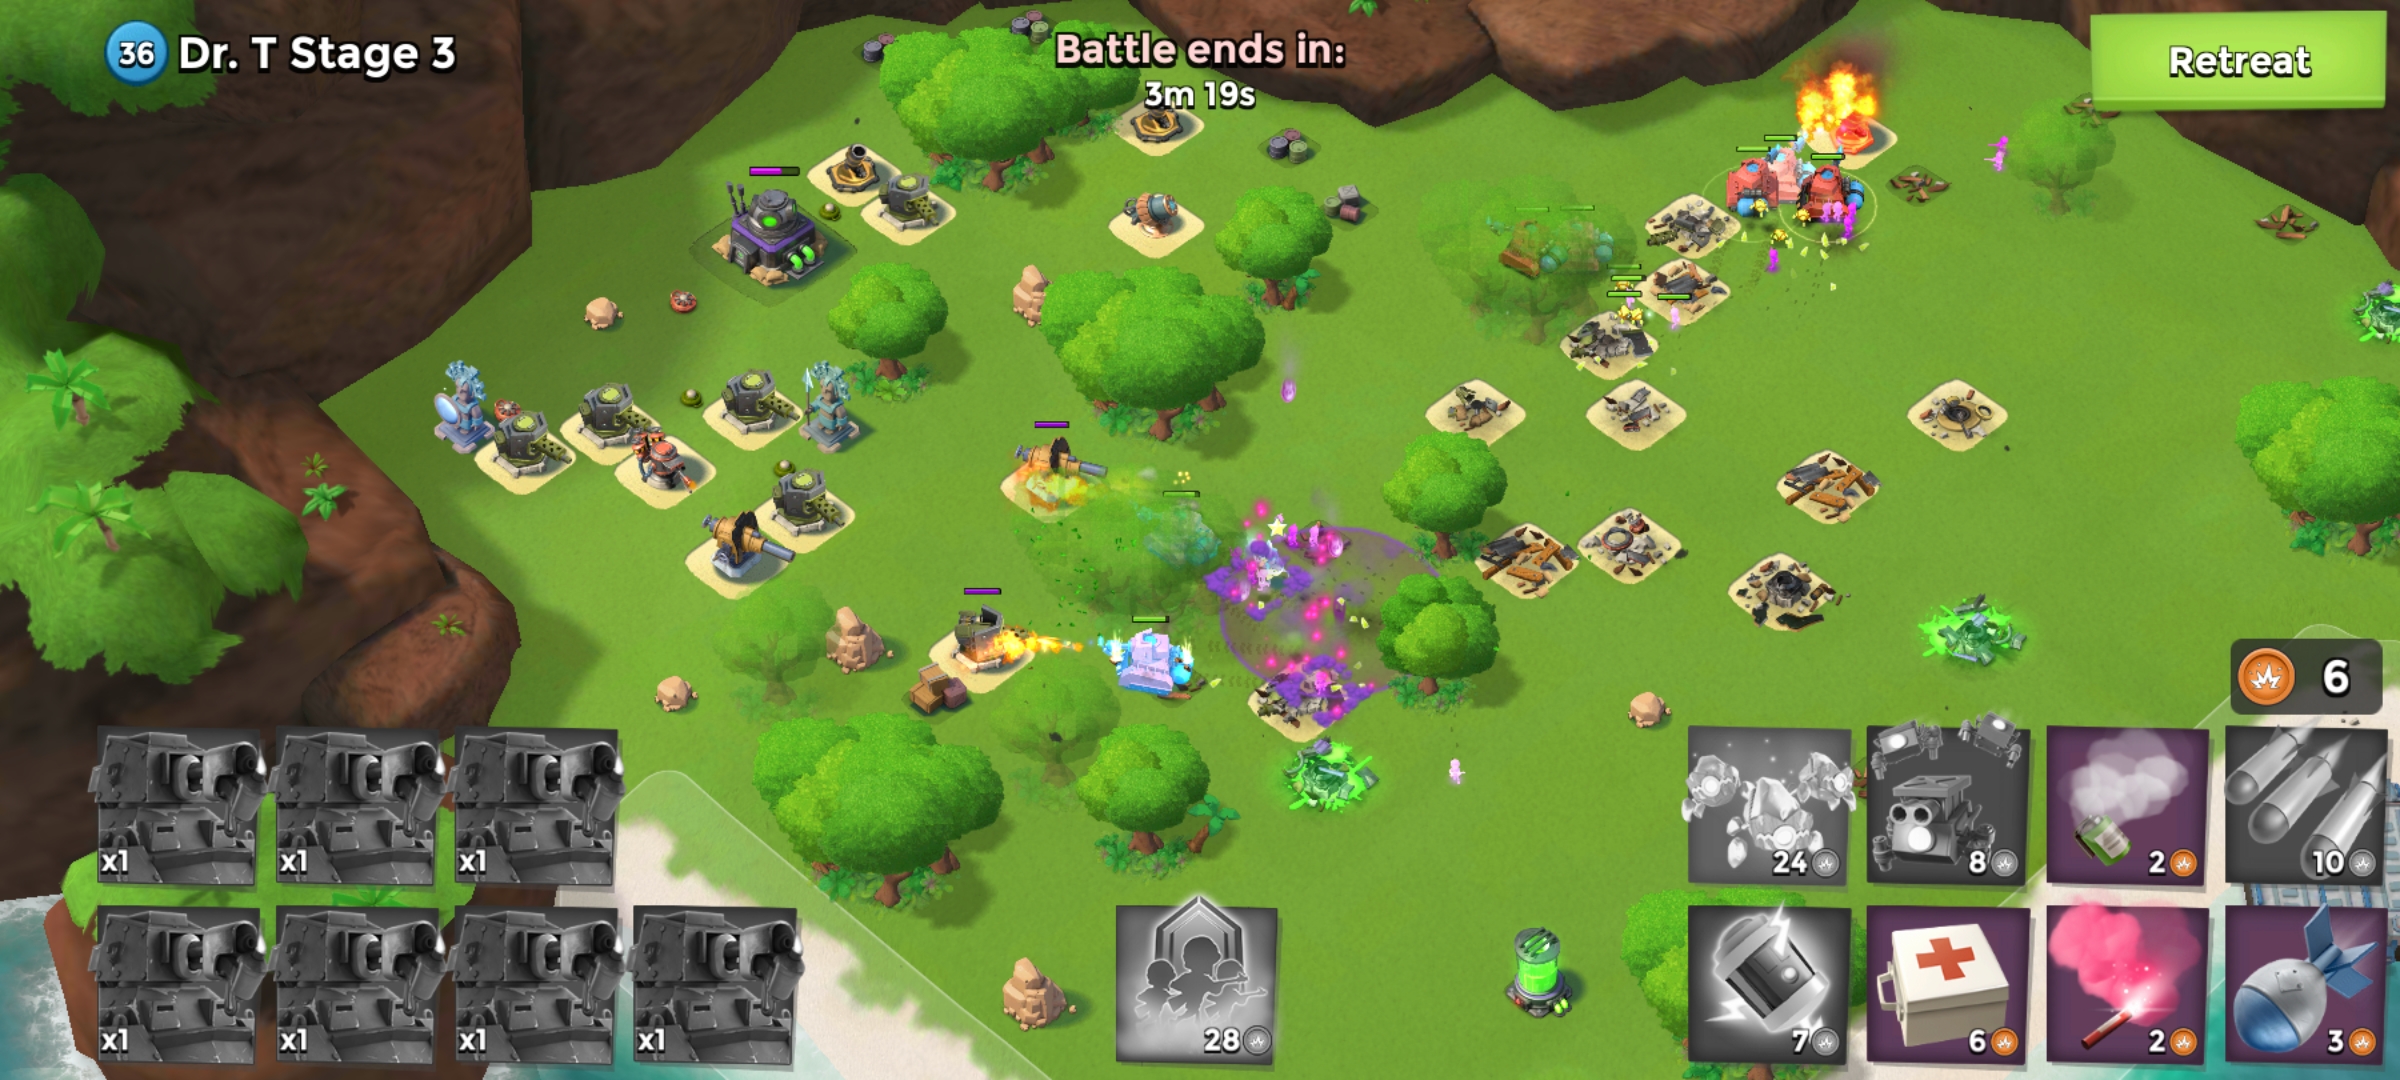 36 Dr. T Stage 3
Battle ends in:
3m 19s
Retreat
6
x1 x1 x1
24 8 2 10
x1 x1 x1 x1
28
7 6 2 3